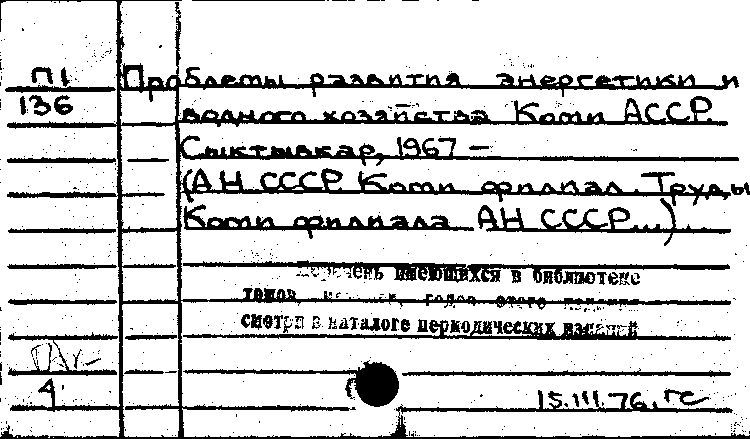 П1 Проблемы развития энергетики и
136 водного хозяйства Коми АССР.
Сыктывкар, 1967 —
(АН СССР. Коми филиал. Труды
Коми филиала АН СССР...).
Перечень имеющихся в библиотеке
томов, годов этого издания
смотри в каталоге периодических изданий
4
15.III.76. гс